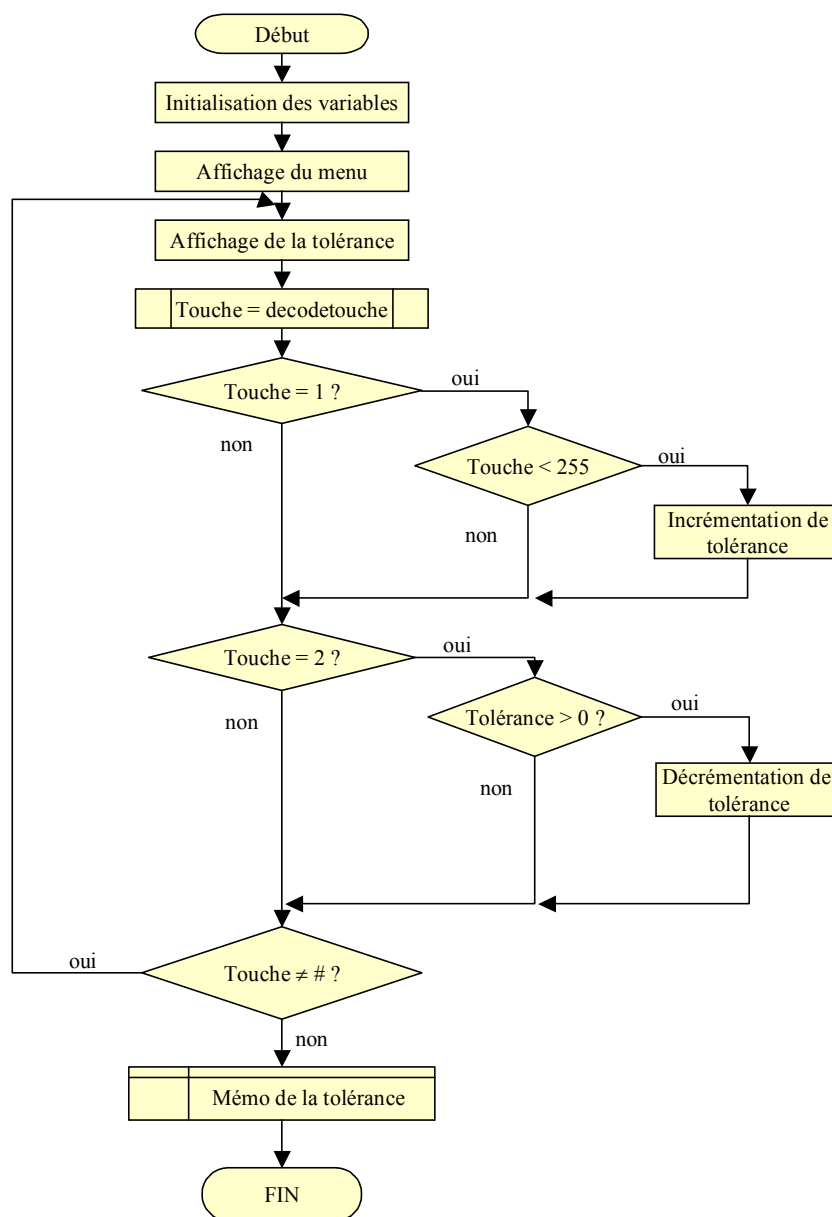 Début
Initialisation des variables
Affichage du menu
Affichage de la tolérance
Touche = decodetouche
Touche = 1 ?
oui
non
Touche < 255
oui
non
Incrémentation de
tolérance
Touche = 2 ?
oui
non
Tolérance > 0 ?
oui
non
Décrémentation de
tolérance
Touche ≠ # ?
oui
non
Mémo de la tolérance
FIN